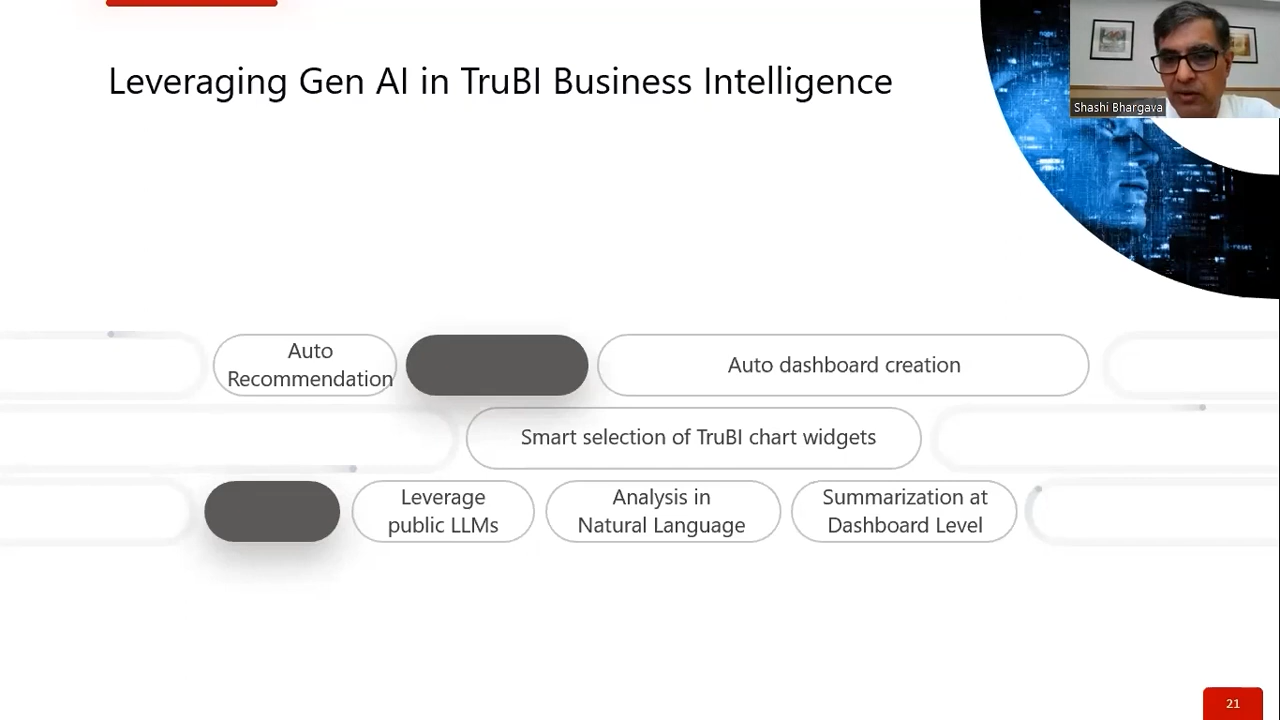 Leveraging Gen AI in TruBI Business Intelligence
Shashi Bhargava
Auto
Recommendation
Auto dashboard creation
Smart selection of TruBI chart widgets
Leverage
public LLMs
Analysis in
Natural Language
Summarization at
Dashboard Level
21